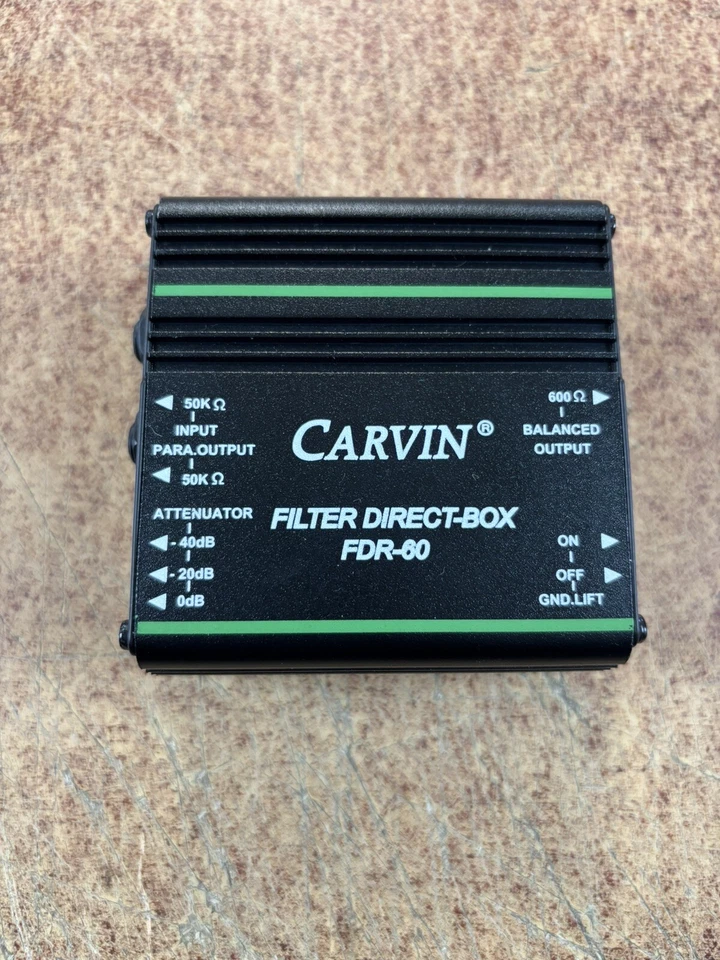 50K Ω
INPUT
PARA.OUTPUT
50K Ω
ATTENUATOR
- 40dB
- 20dB
0dB
CARVIN®
FILTER DIRECT-BOX
FDR-60
600 Ω
BALANCED
OUTPUT
ON
OFF
GND.LIFT